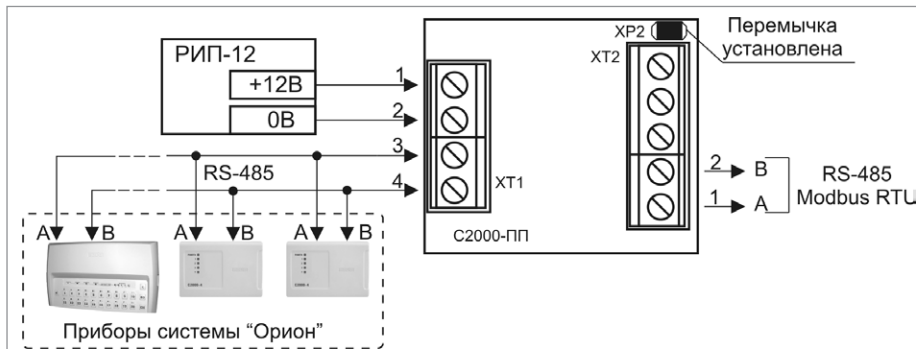 Перемычка
установлена
XP2
XT2
РИП-12
+12В
0В
1
2
3
4
RS-485
XT1
2
B
1
A
RS-485
Modbus RTU
С2000-ПП
A
B
A
B
A
B
Приборы системы “Орион”